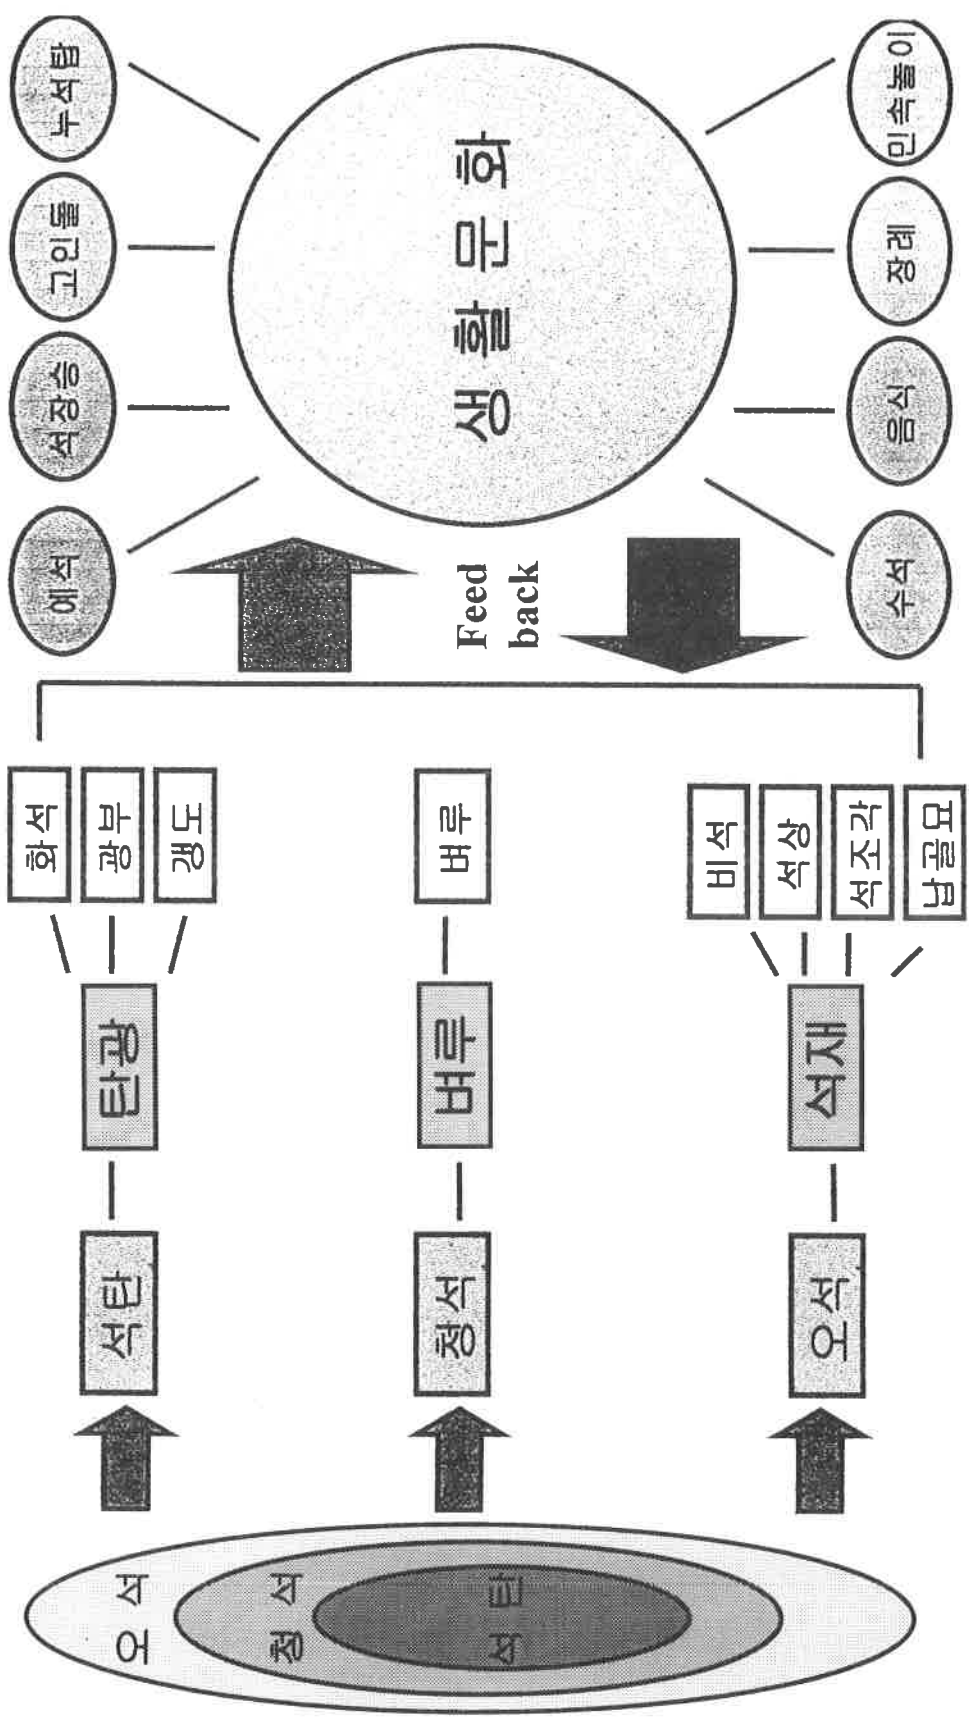 오 석
청 석
석 탄
석탄
탄광
화석
광부
갱도
청석
벼루
벼루
오석
석재
비석
석상
석조각
납골묘
Feed
back
예석
석장승
고인돌
누석탑
생 활 문 화
수석
음식
장례
민속놀이